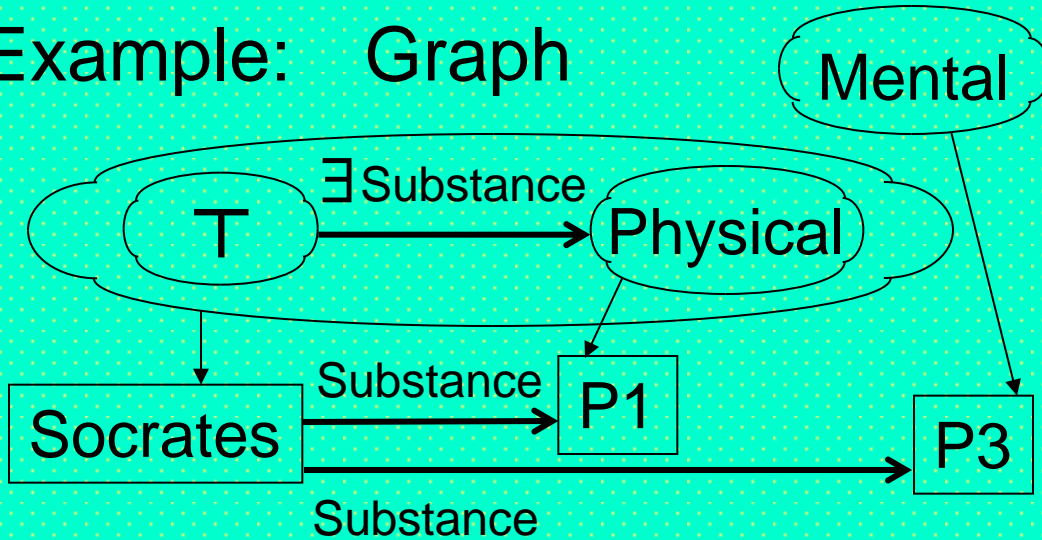 Example: Graph
Mental
∃ Substance
⊤ Physical
Substance
P1
Socrates
P3
Substance